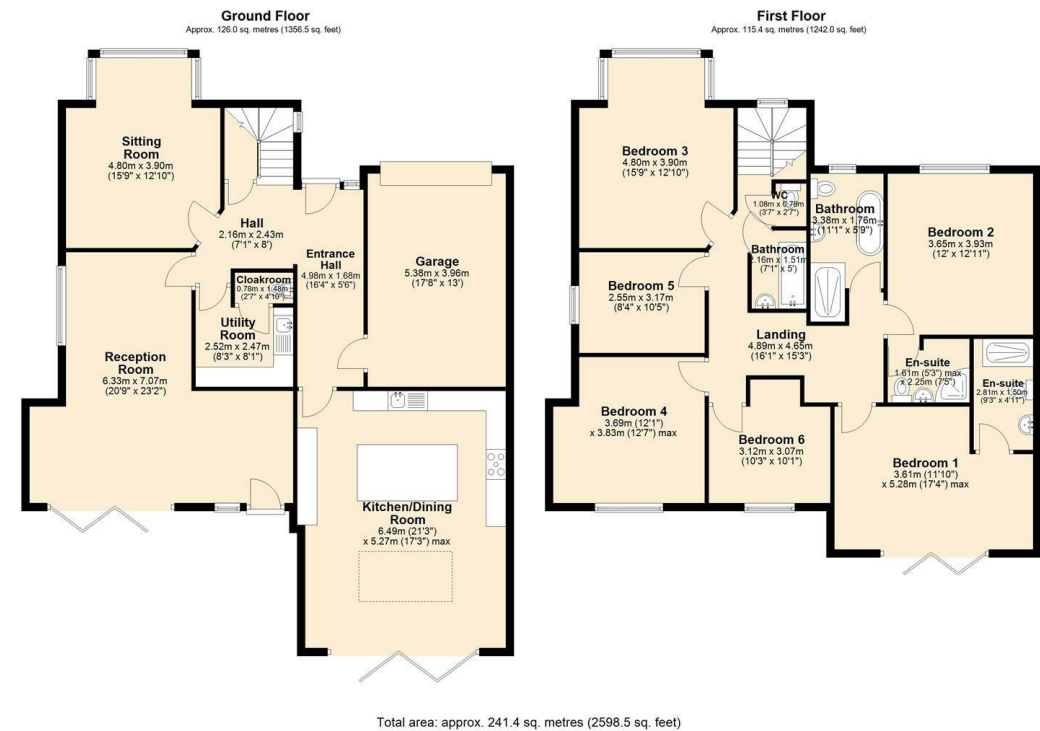 Ground Floor
Approx. 126.0 sq. metres (1356.5 sq. feet)
Sitting
Room
4.80m x 3.90m
(15'9" x 12'10")
Hall
2.16m x 2.43m
(7'1" x 8')
Entrance
Hall
4.98m x 1.68m
(16'4" x 5'6")
Garage
5.38m x 3.96m
(17'8" x 13')
Cloakroom
0.78m x 1.48m
(2'7" x 4'10")
Utility
Room
2.52m x 2.47m
(8'3" x 8'1")
Reception
Room
6.33m x 7.07m
(20'9" x 23'2")
Kitchen/Dining
Room
6.49m (21'3")
x 5.27m (17'3") max
First Floor
Approx. 115.4 sq. metres (1242.0 sq. feet)
Bedroom 3
4.80m x 3.90m
(15'9" x 12'10")
WC
1.08m x 0.78m
(3'7" x 2'7")
Bathroom
3.38m x 1.76m
(11'1" x 5'9")
Bedroom 2
3.65m x 3.93m
(12' x 12'11")
Bathroom
2.16m x 1.51m
(7'1" x 5')
Bedroom 5
2.55m x 3.17m
(8'4" x 10'5")
Landing
4.89m x 4.65m
(16'1" x 15'3")
En-suite
1.61m (5'3") max
x 2.25m (7'5")
En-suite
2.81m x 1.50m
(9'3" x 4'11")
Bedroom 4
3.69m (12'1")
x 3.83m (12'7") max
Bedroom 6
3.12m x 3.07m
(10'3" x 10'1")
Bedroom 1
3.61m (11'10")
x 5.28m (17'4") max
Total area: approx. 241.4 sq. metres (2598.5 sq. feet)